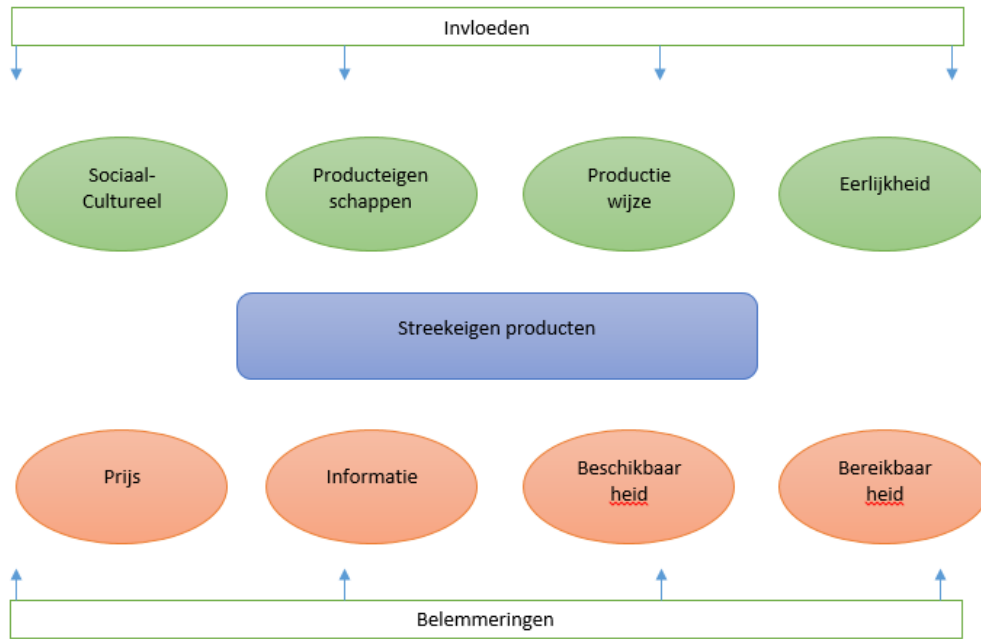 Invloeden
Sociaal-
Cultureel
Producteigen
schappen
Productie
wijze
Eerlijkheid
Streekeigen producten
Prijs
Informatie
Beschikbaar
heid
Bereikbaar
heid
Belemmeringen